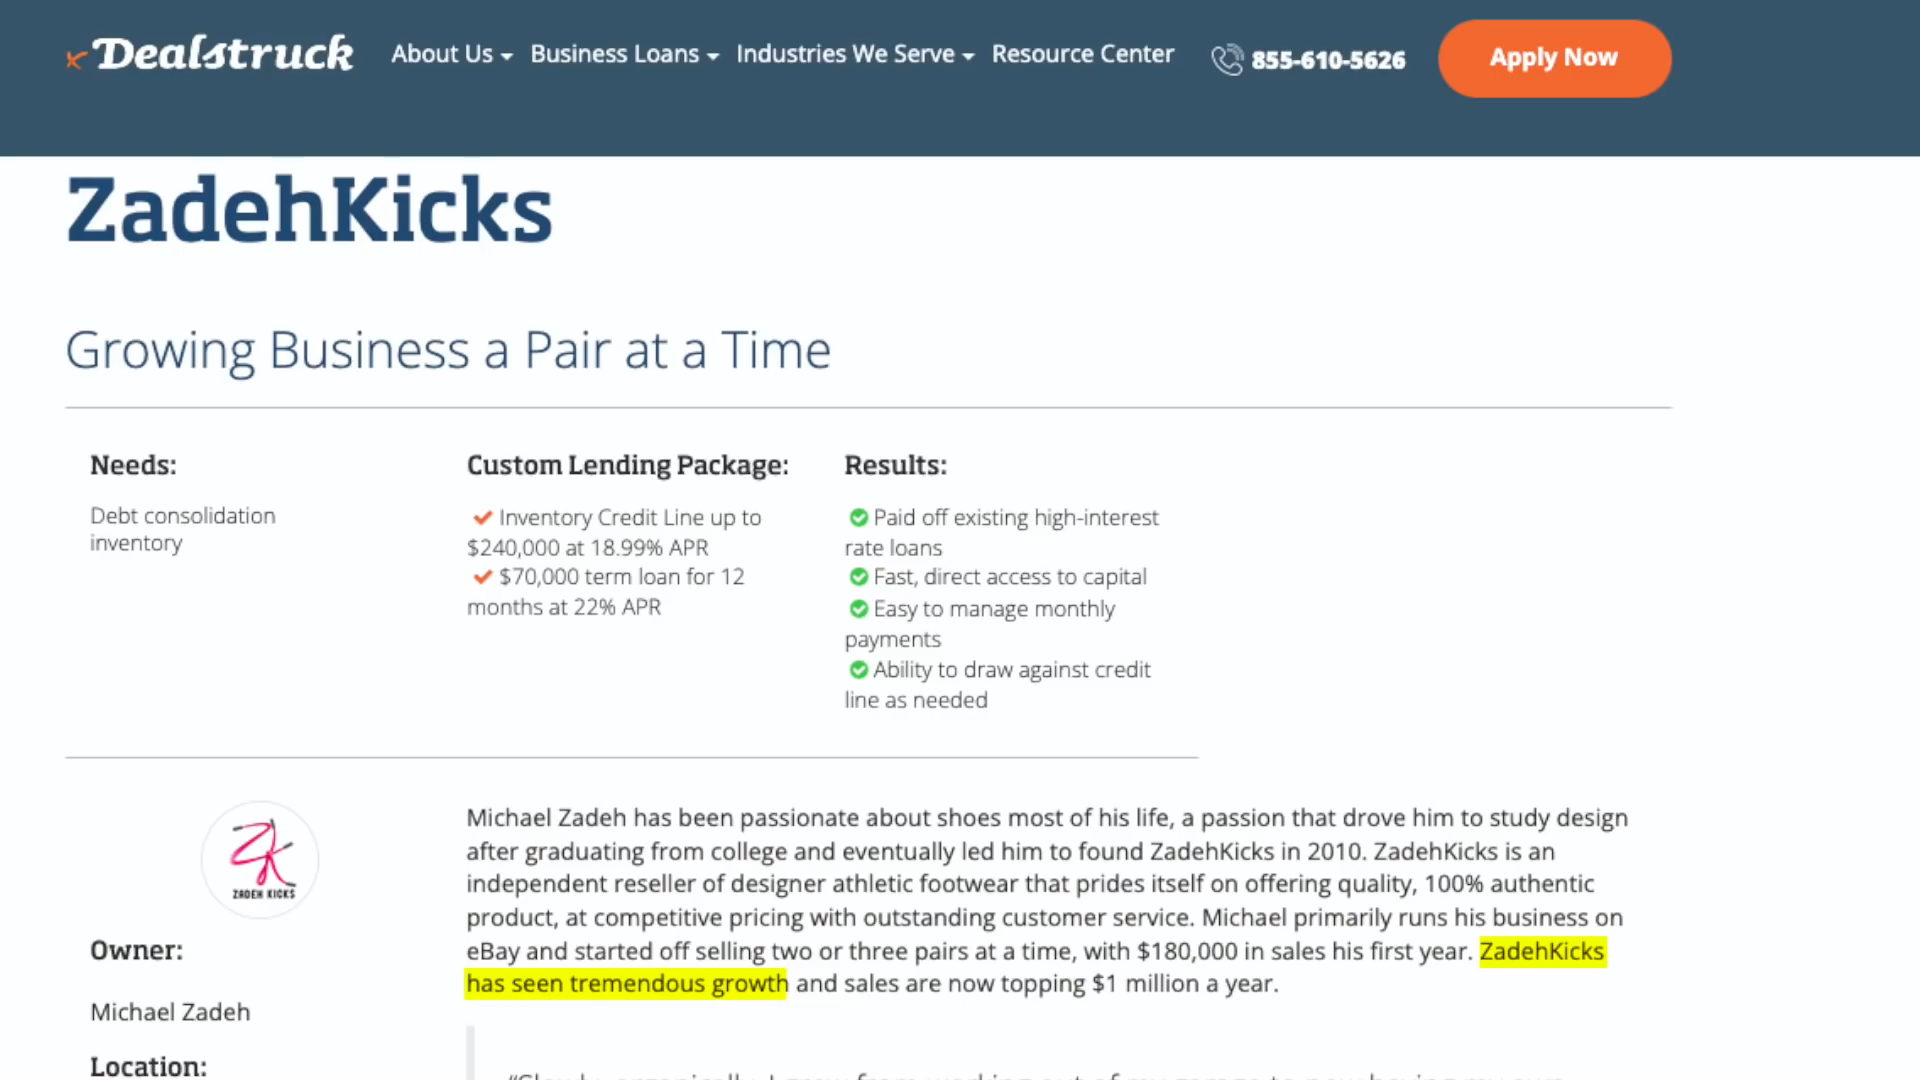 Dealstruck
About Us
Business Loans
Industries We Serve
Resource Center
855-610-5626
Apply Now
ZadehKicks
Growing Business a Pair at a Time
Needs:
Debt consolidation
inventory
Custom Lending Package:
Inventory Credit Line up to
$240,000 at 18.99% APR
$70,000 term loan for 12
months at 22% APR
Results:
Paid off existing high-interest
rate loans
Fast, direct access to capital
Easy to manage monthly
payments
Ability to draw against credit
line as needed
ZADEH KICKS
Owner:
Michael Zadeh
Location:
Michael Zadeh has been passionate about shoes most of his life, a passion that drove him to study design
after graduating from college and eventually led him to found ZadehKicks in 2010. ZadehKicks is an
independent reseller of designer athletic footwear that prides itself on offering quality, 100% authentic
product, at competitive pricing with outstanding customer service. Michael primarily runs his business on
eBay and started off selling two or three pairs at a time, with $180,000 in sales his first year. ZadehKicks
has seen tremendous growth and sales are now topping $1 million a year.